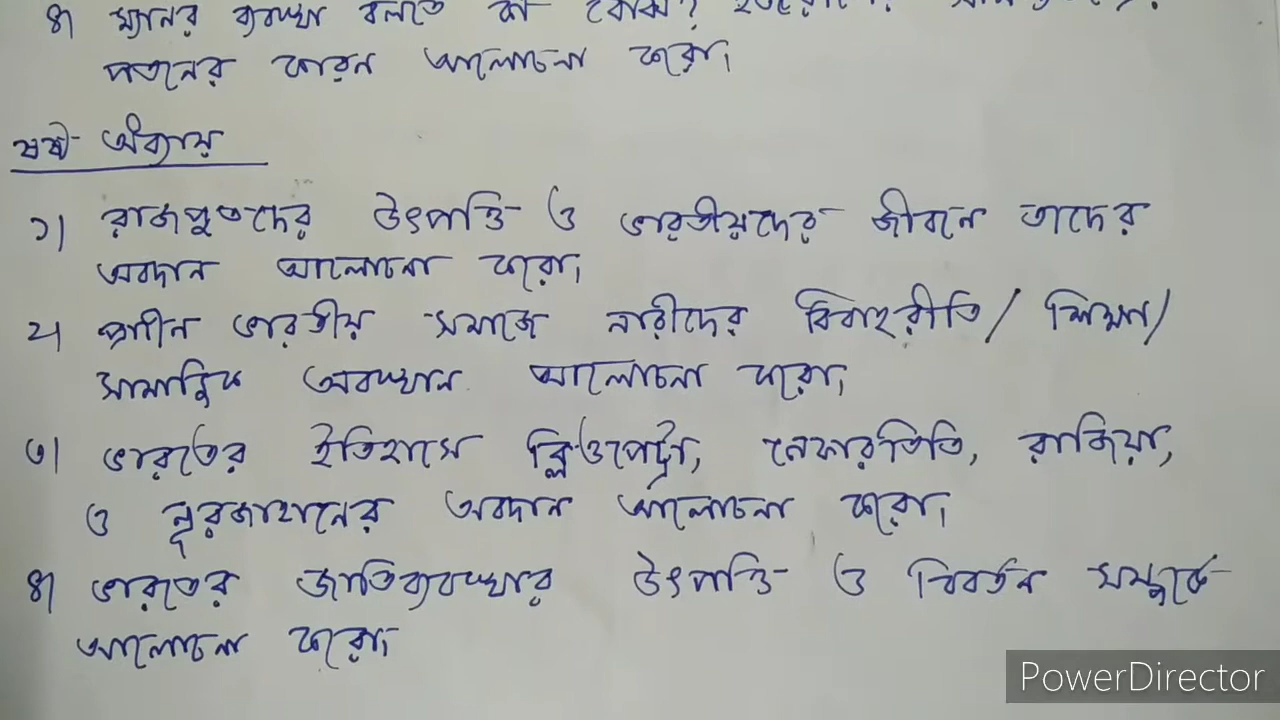 ৪। ম্যানর ব্যবস্থা বলতে কী বোঝ?
পতনের কারন আলোচনা করো।
ষষ্ঠ অধ্যায়
১। রাজপুতদের উৎপত্তি ও ভারতীয়দের জীবনে তাদের
অবদান আলোচনা করো।
২। প্রাচীন ভারতীয় সমাজে নারীদের বিবাহরীতি/ শিক্ষা/
সামাজিক অবস্থান আলোচনা করো।
৩। ভারতের ইতিহাসে ক্লিওপেট্রা, নেফারতিতি, রাজিয়া,
ও নূরজাহানের অবদান আলোচনা করো।
৪। ভারতের জাতিব্যবস্থার উৎপত্তি ও বিবর্তন সম্পর্কে
আলোচনা করো।
PowerDirector